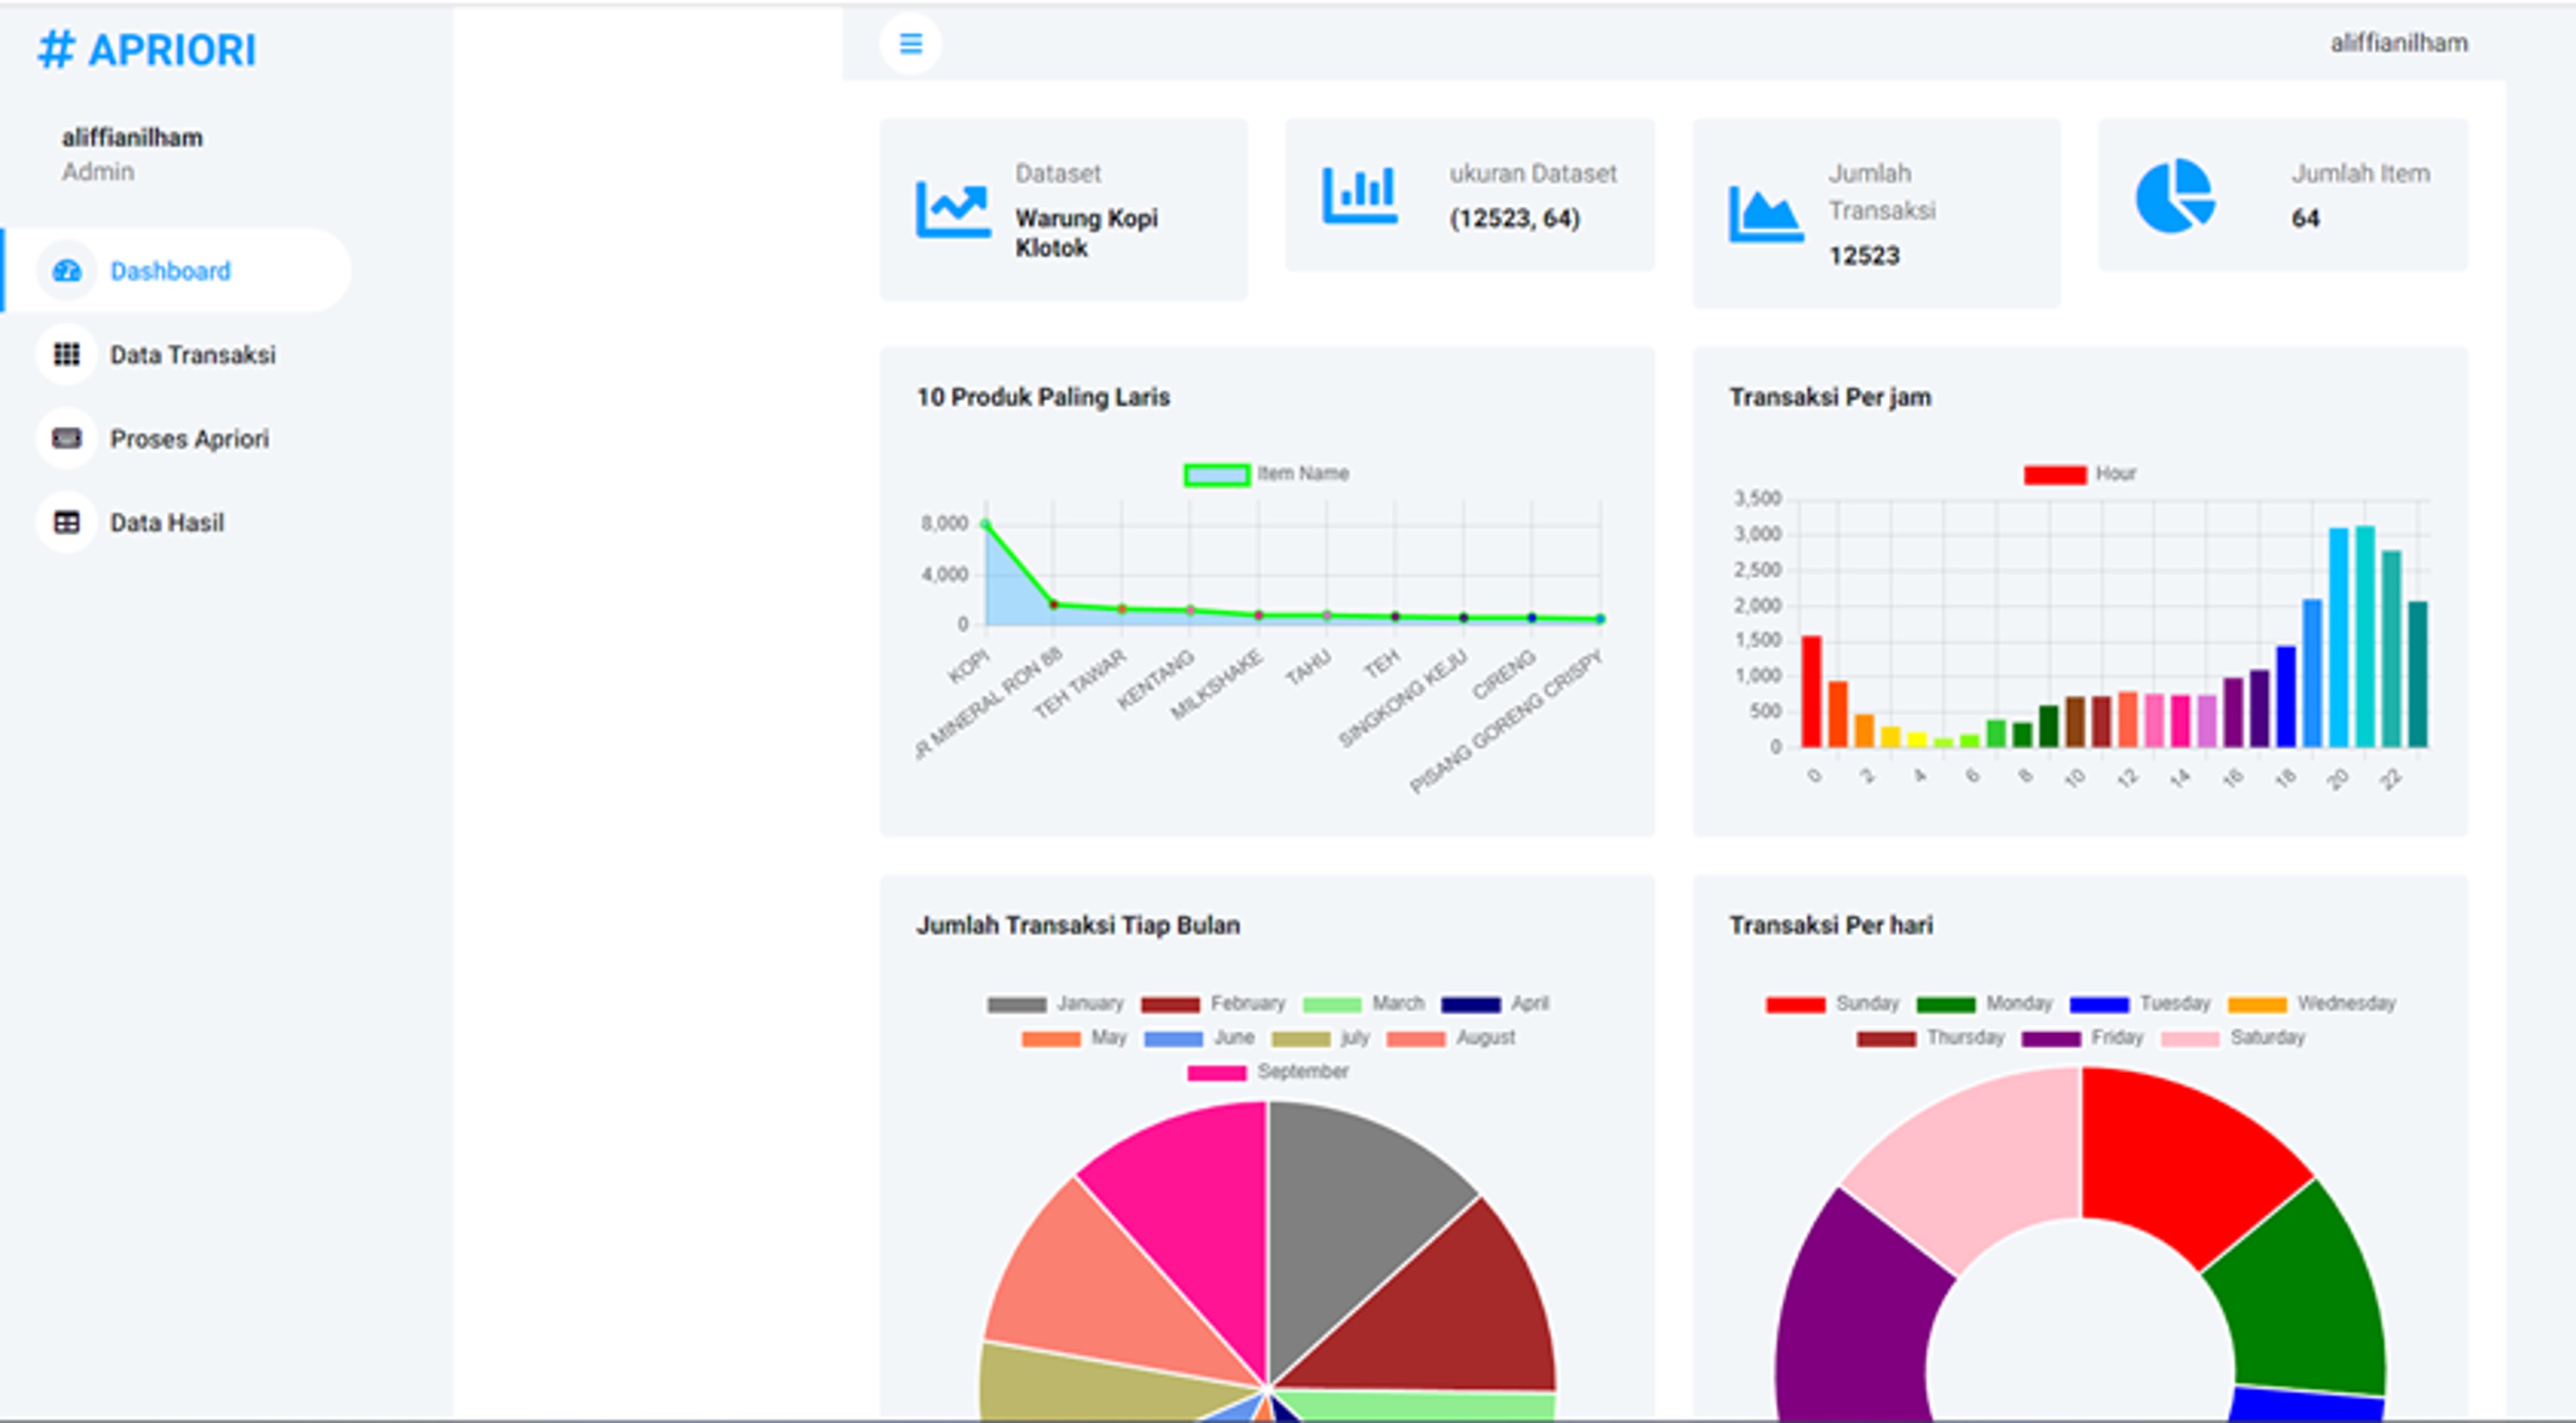 # APRIORI
aliffianilham
Admin
Dashboard
Data Transaksi
Proses Apriori
Data Hasil
aliffianilham
Dataset
Warung Kopi
Klotok
ukuran Dataset
(12523, 64)
Jumlah
Transaksi
12523
Jumlah Item
64
10 Produk Paling Laris
Item Name
8,000
4,000
0
KOPI
R MINERAL RON 88
TEH TAWAR
KENTANG
MILKSHAKE
TAHU
TEH
SINGKONG KEJU
CIRENG
PISANG GORENG CRISPY
Transaksi Per jam
Hour
3,500
3,000
2,500
2,000
1,500
1,000
500
0
0 2 4 6 8 10 12 14 16 18 20 22
Jumlah Transaksi Tiap Bulan
January February March April
May June july August
September
Transaksi Per hari
Sunday Monday Tuesday Wednesday
Thursday Friday Saturday